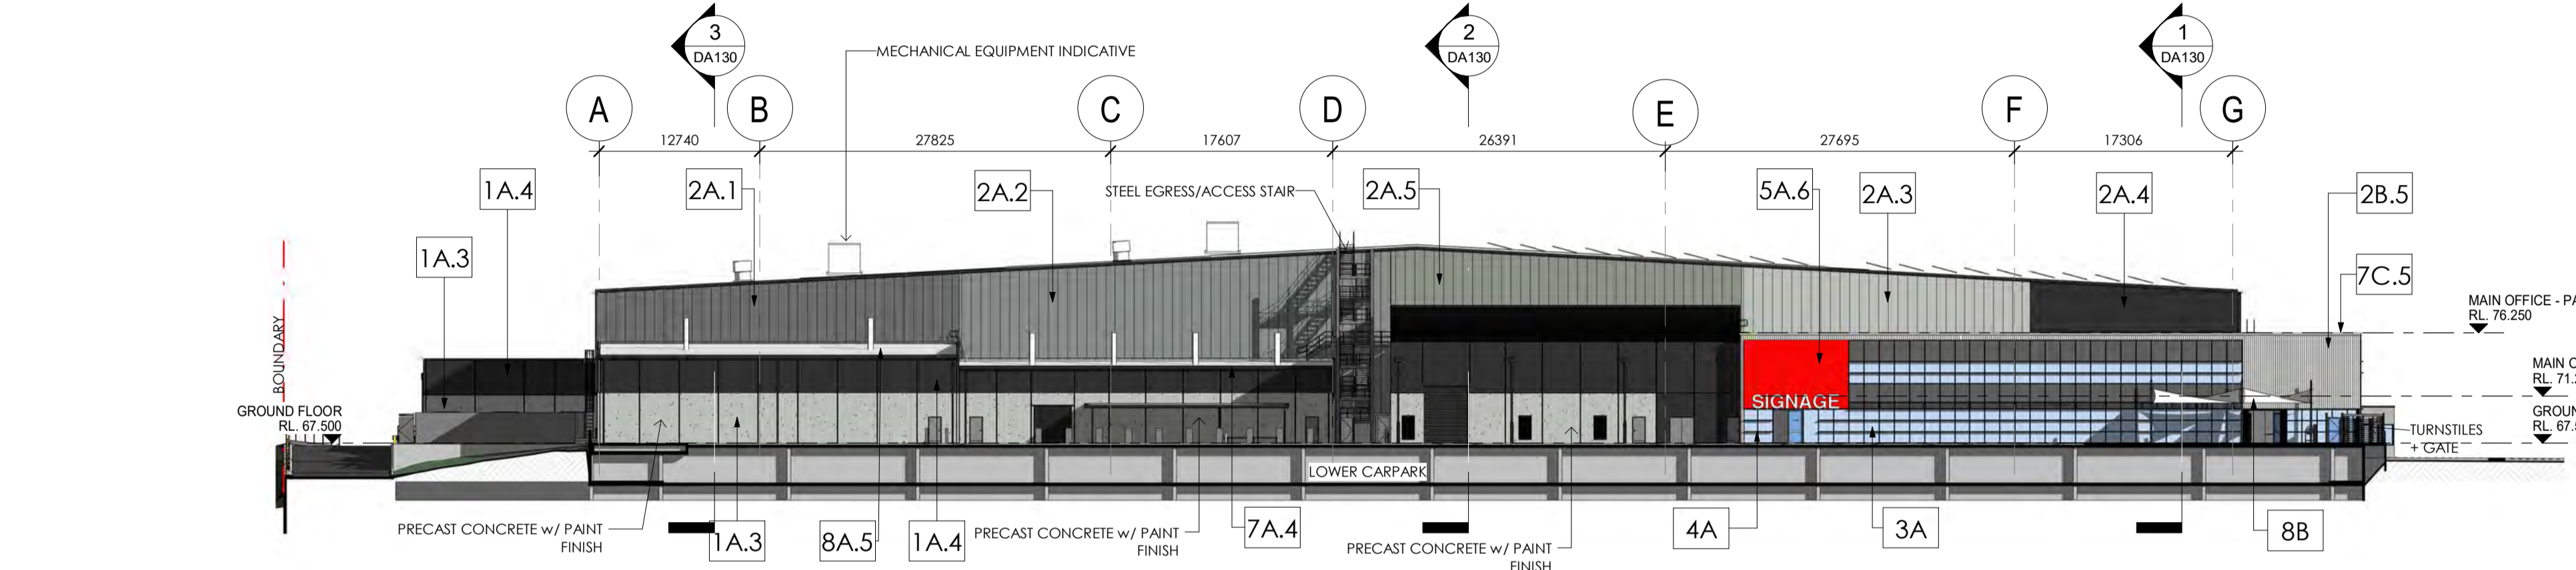 3
DA130
2
DA130
1
DA130
MECHANICAL EQUIPMENT INDICATIVE
A
B
C
D
E
F
G
12740
27825
17607
26391
27695
17306
1A.4
2A.1
2A.2
STEEL EGRESS/ACCESS STAIR
2A.5
5A.6
2A.3
2A.4
2B.5
1A.3
7C.5
MAIN OFFICE - PA
RL. 76.250
BOUNDARY
MAIN O
RL. 71.2
GROUND FLOOR
RL. 67.500
SIGNAGE
GROUN
RL. 67.5
TURNSTILES
+ GATE
LOWER CARPARK
PRECAST CONCRETE w/ PAINT
FINISH
1A.3
8A.5
1A.4
PRECAST CONCRETE w/ PAINT
FINISH
7A.4
PRECAST CONCRETE w/ PAINT
FINISH
4A
3A
8B